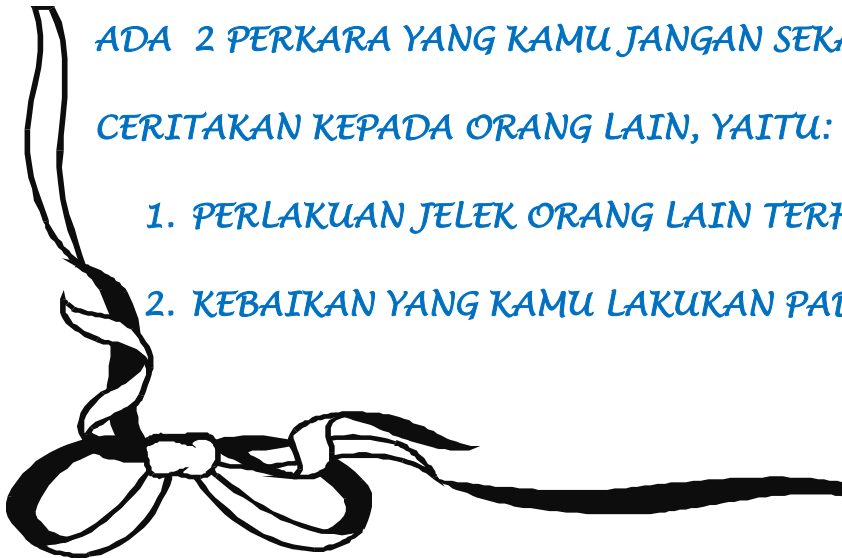 ADA 2 PERKARA YANG KAMU JANGAN
CERITAKAN KEPADA ORANG LAIN, YAITU:
1. PERLAKUAN JELEK ORANG LAIN
2. KEBAIKAN YANG KAMU LAKUKAN